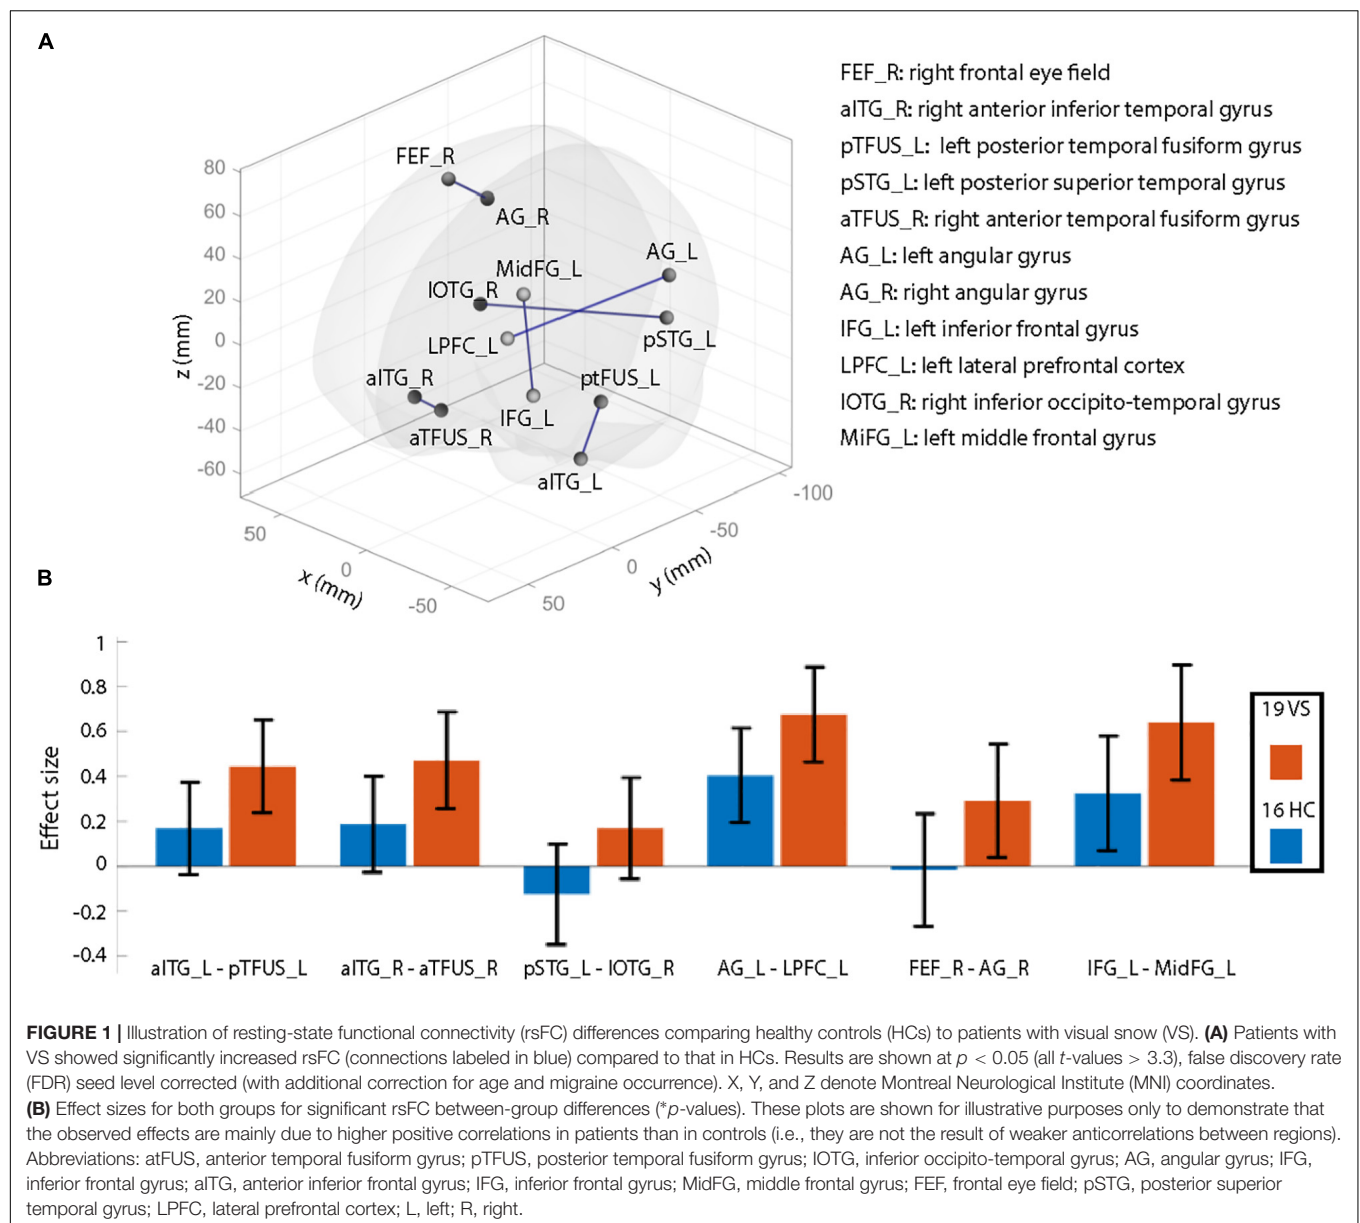 A
FEF_R: right frontal eye field
aITG_R: right anterior inferior temporal gyrus
pTFUS_L: left posterior temporal fusiform gyrus
pSTG_L: left posterior superior temporal gyrus
aTFUS_R: right anterior temporal fusiform gyrus
AG_L: left angular gyrus
AG_R: right angular gyrus
IFG_L: left inferior frontal gyrus
LPFC_L: left lateral prefrontal cortex
IOTG_R: right inferior occipito-temporal gyrus
MiFG_L: left middle frontal gyrus
80
60
40
20
0
-20
-40
-60
z (mm)
FEF_R
AG_R
MidFG_L
AG_L
IOTG_R
LPFC_L
pSTG_L
aITG_R
ptFUS_L
IFG_L
aTFUS_R
aITG_L
50
0
-50
x (mm)
50
0
-50
-100
y (mm)
B
1
0.8
0.6
0.4
0.2
0
-0.2
-0.4
Effect size
19 VS
16 HC
aITG_L - pTFUS_L
aITG_R - aTFUS_R
pSTG_L - IOTG_R
AG_L - LPFC_L
FEF_R - AG_R
IFG_L - MidFG_L
FIGURE 1 | Illustration of resting-state functional connectivity (rsFC) differences comparing healthy controls (HCs) to patients with visual snow (VS). (A) Patients with
VS showed significantly increased rsFC (connections labeled in blue) compared to that in HCs. Results are shown at p < 0.05 (all t-values > 3.3), false discovery rate
(FDR) seed level corrected (with additional correction for age and migraine occurrence). X, Y, and Z denote Montreal Neurological Institute (MNI) coordinates.
(B) Effect sizes for both groups for significant rsFC between-group differences (*p-values). These plots are shown for illustrative purposes only to demonstrate that
the observed effects are mainly due to higher positive correlations in patients than in controls (i.e., they are not the result of weaker anticorrelations between regions).
Abbreviations: atFUS, anterior temporal fusiform gyrus; pTFUS, posterior temporal fusiform gyrus; IOTG, inferior occipito-temporal gyrus; AG, angular gyrus; IFG,
inferior frontal gyrus; aITG, anterior inferior frontal gyrus; IFG, inferior frontal gyrus; MidFG, middle frontal gyrus; FEF, frontal eye field; pSTG, posterior superior
temporal gyrus; LPFC, lateral prefrontal cortex; L, left; R, right.